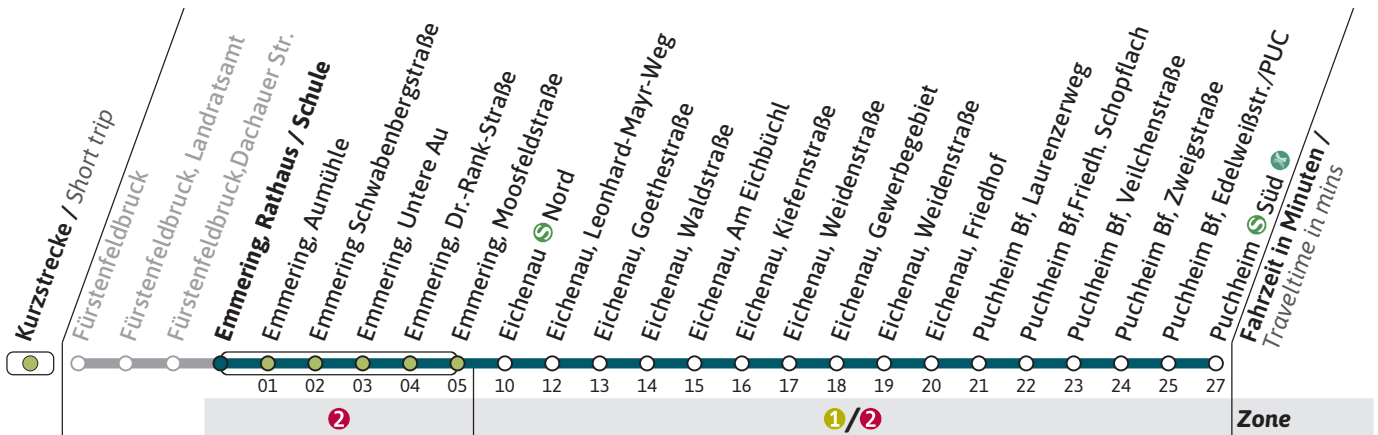 Kurzstrecke / Short trip
Fürstenfeldbruck
Fürstenfeldbruck, Landratsamt
Fürstenfeldbruck,Dachauer Str.
Emmering, Rathaus / Schule
Emmering, Aumühle
Emmering Schwabenbergstraße
Emmering, Untere Au
Emmering, Dr.-Rank-Straße
Emmering, Moosfeldstraße
Eichenau S Nord
Eichenau, Leonhard-Mayr-Weg
Eichenau, Goethestraße
Eichenau, Waldstraße
Eichenau, Am Eichbüchl
Eichenau, Kiefernstraße
Eichenau, Weidenstraße
Eichenau, Gewerbegebiet
Eichenau, Weidenstraße
Eichenau, Friedhof
Puchheim Bf, Laurenzerweg
Puchheim Bf,Friedh. Schopflach
Puchheim Bf, Veilchenstraße
Puchheim Bf, Zweigstraße
Puchheim Bf, Edelweißstr./PUC
Puchheim S Süd
Fahrzeit in Minuten /
Traveltime in mins
01 02 03 04 05 10 12 13 14 15 16 17 18 19 20 21 22 23 24 25 27
2 1/2 Zone